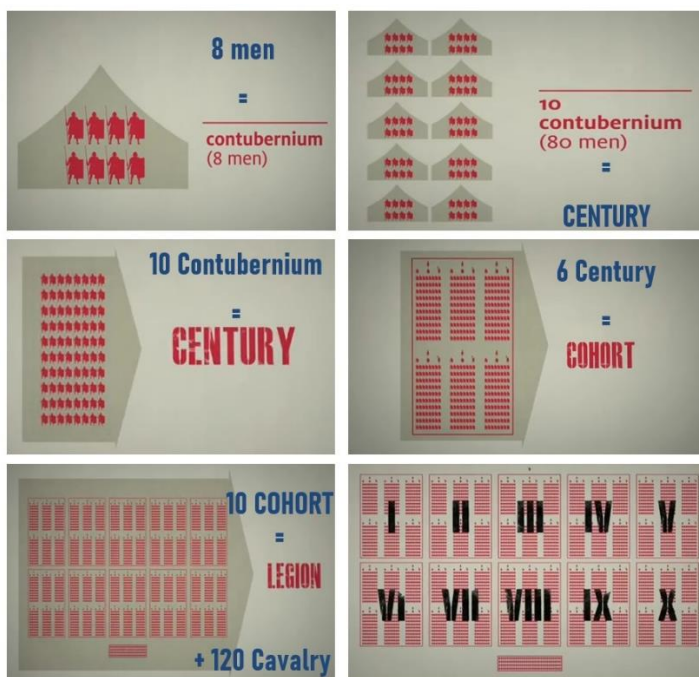 8 men
=
contubernium
(8 men)
10
contubernium
(80 men)
=
CENTURY
10 Contubernium
=
CENTURY
6 Century
=
COHORT
10 COHORT
=
LEGION
+ 120 Cavalry
I II III IV V
VI VII VIII IX X